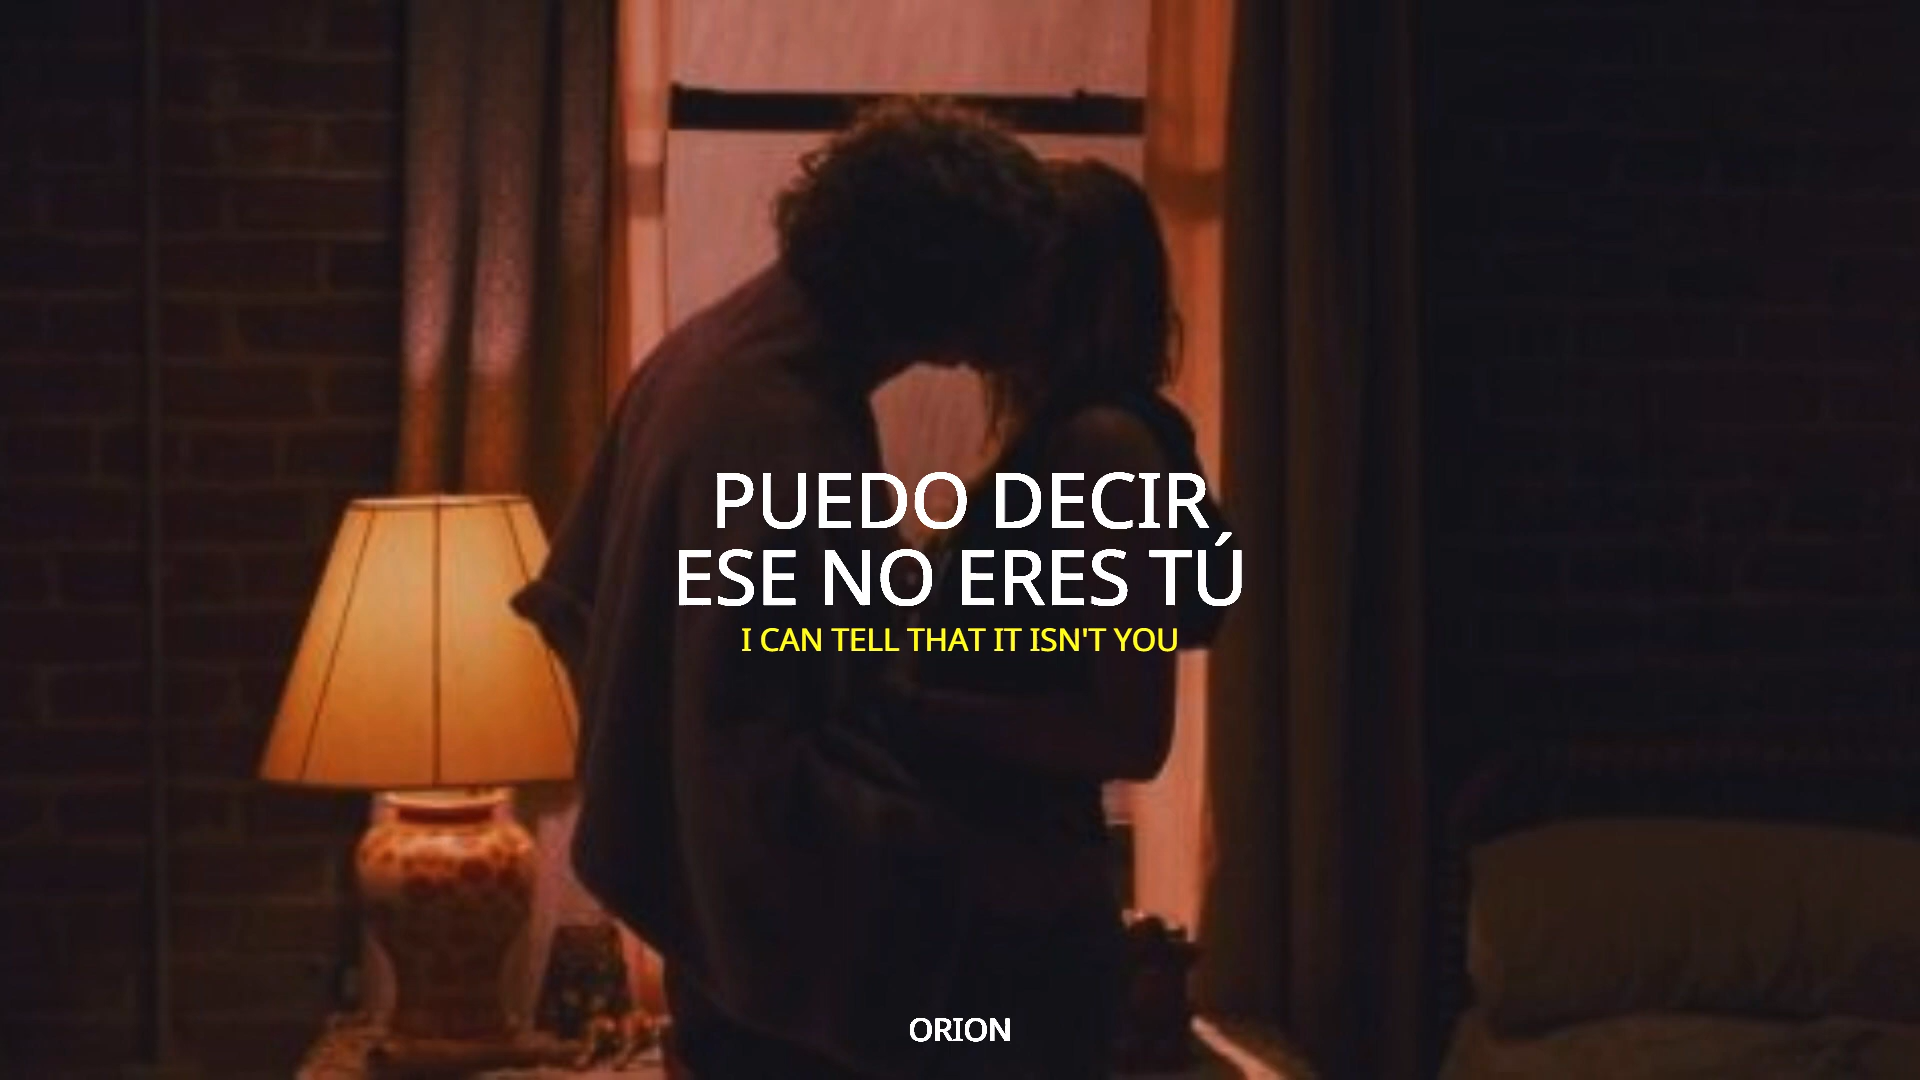 PUEDO DECIR
ESE NO ERES TÚ
I CAN TELL THAT IT ISN'T YOU
ORION